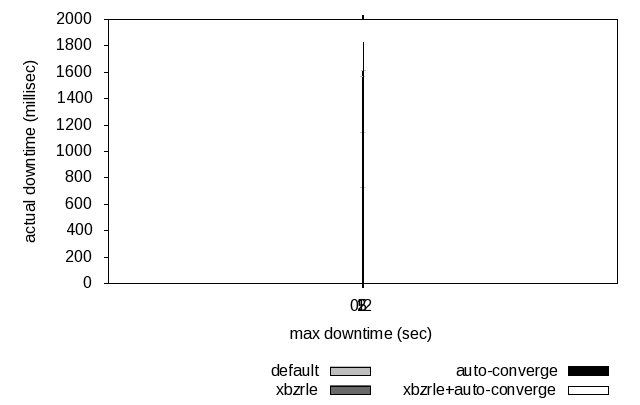 2000
1800
1600
1400
1200
1000
800
600
400
200
0
actual downtime (millisec)
max downtime (sec)
default
auto-converge
xbzrle
xbzrle+auto-converge